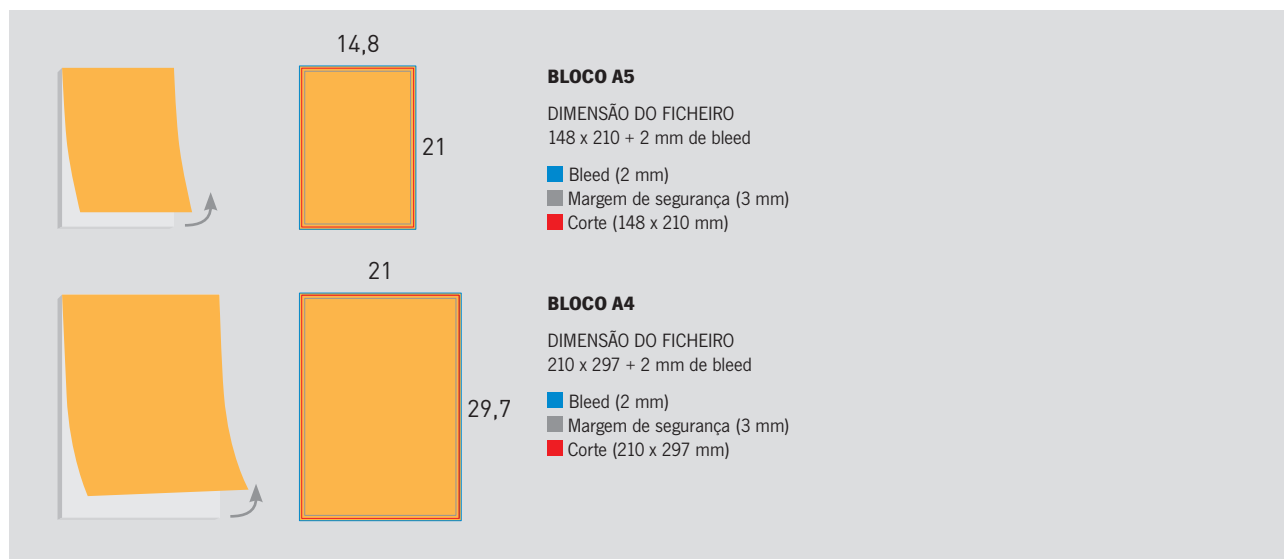 14,8
21
BLOCO A5
DIMENSÃO DO FICHEIRO
148 x 210 + 2 mm de bleed
Bleed (2 mm)
Margem de segurança (3 mm)
Corte (148 x 210 mm)
21
29,7
BLOCO A4
DIMENSÃO DO FICHEIRO
210 x 297 + 2 mm de bleed
Bleed (2 mm)
Margem de segurança (3 mm)
Corte (210 x 297 mm)